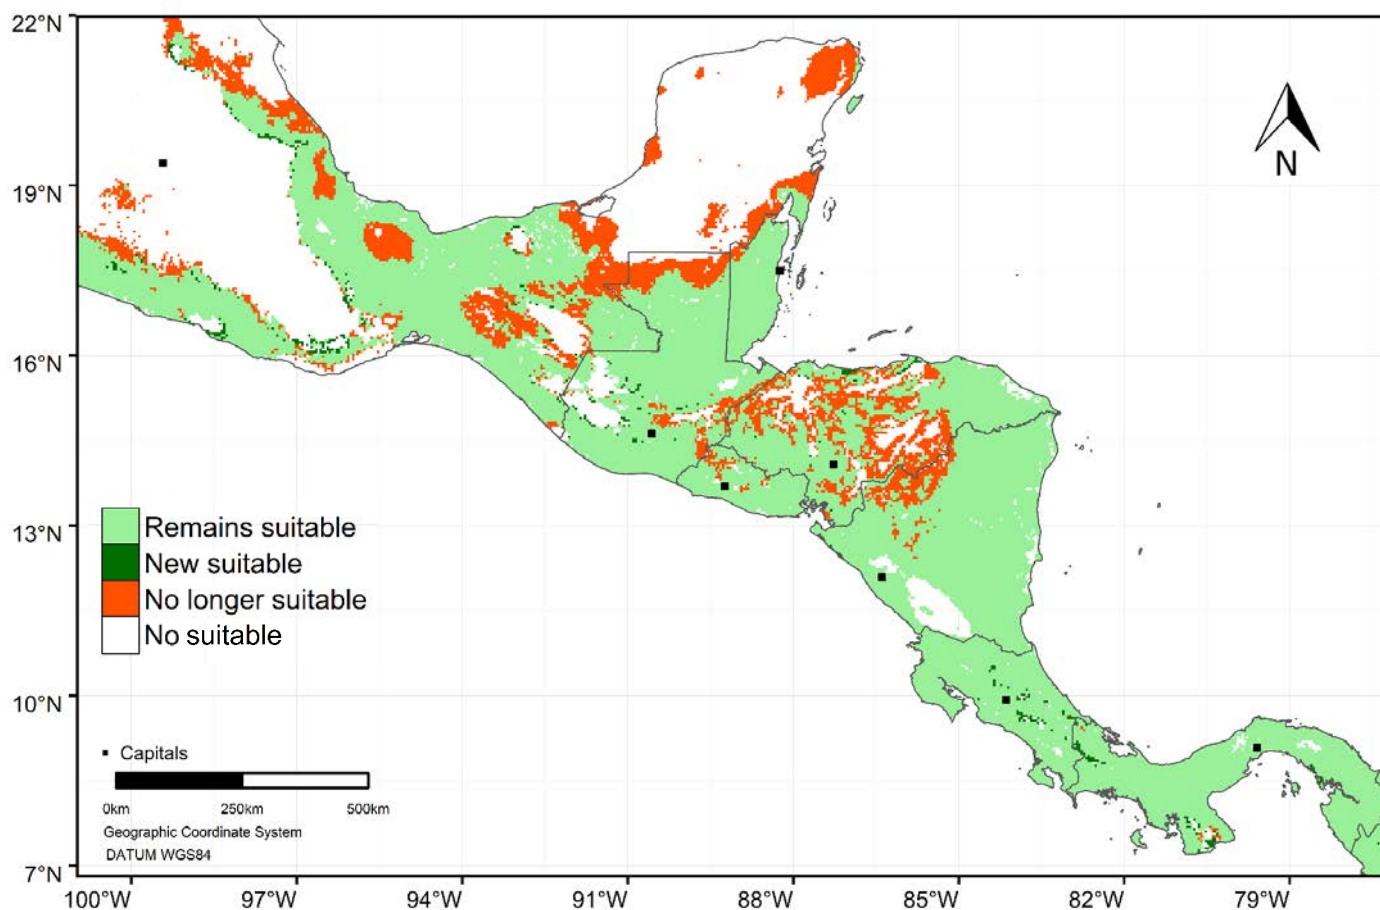 22°N
19°N
16°N
13°N
10°N
7°N
N
Remains suitable
New suitable
No longer suitable
No suitable
Capitals
0km 250km 500km
Geographic Coordinate System
DATUM WGS84
100°W 97°W 94°W 91°W 88°W 85°W 82°W 79°W